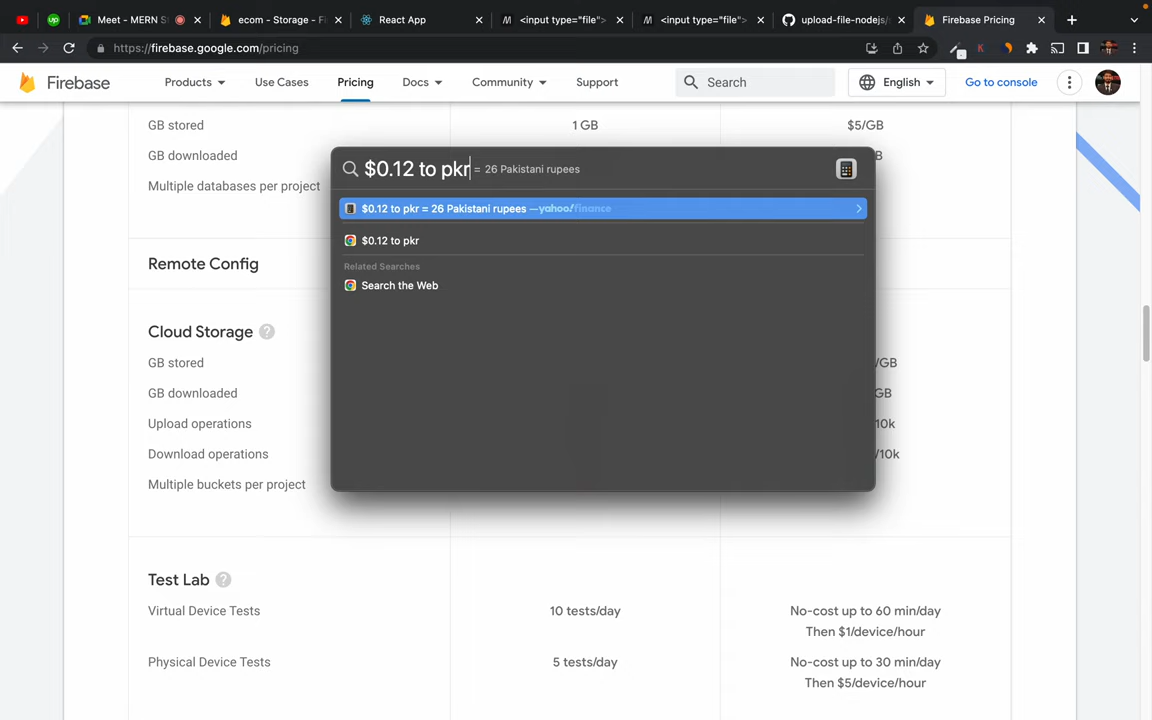 Meet - MERN S
ecom - Storage - Fi
React App
<input type="file">
<input type="file">
upload-file-nodejs/
Firebase Pricing
https://firebase.google.com/pricing
Firebase
Products
Use Cases
Pricing
Docs
Community
Support
Search
English
Go to console
GB stored
1 GB
$5/GB
GB downloaded
B
Multiple databases per project
$0.12 to pkr = 26 Pakistani rupees
$0.12 to pkr = 26 Pakistani rupees — yahoo!finance
$0.12 to pkr
Related Searches
Search the Web
Remote Config
Cloud Storage ?
GB stored
/GB
GB downloaded
GB
Upload operations
10k
Download operations
/10k
Multiple buckets per project
Test Lab ?
Virtual Device Tests
10 tests/day
No-cost up to 60 min/day
Then $1/device/hour
Physical Device Tests
5 tests/day
No-cost up to 30 min/day
Then $5/device/hour